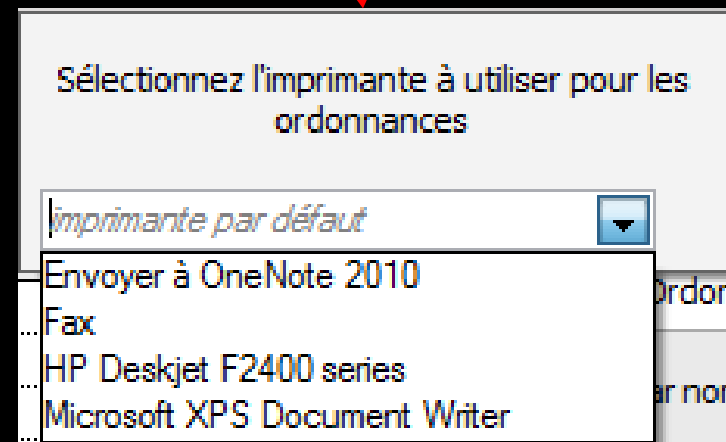 Sélectionnez l'imprimante à utiliser pour les
ordonnances
imprimante par défaut
Envoyer à OneNote 2010
Fax
HP Deskjet F2400 series
Microsoft XPS Document Writer